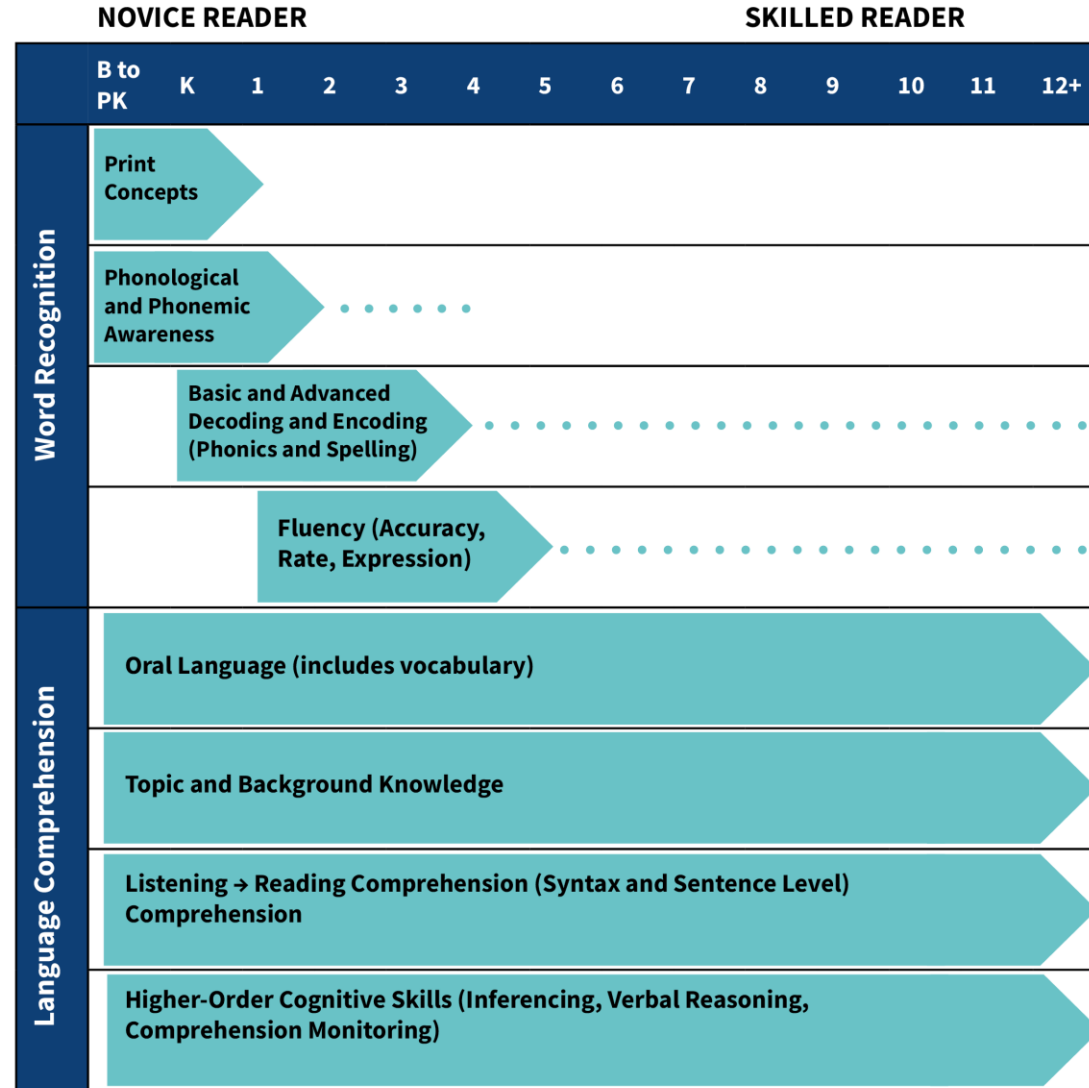 NOVICE READER
SKILLED READER
B to
PK
K 1 2 3 4 5 6 7 8 9 10 11 12+
Word Recognition
Print
Concepts
Phonological
and Phonemic
Awareness
Basic and Advanced
Decoding and Encoding
(Phonics and Spelling)
Fluency (Accuracy,
Rate, Expression)
Language Comprehension
Oral Language (includes vocabulary)
Topic and Background Knowledge
Listening → Reading Comprehension (Syntax and Sentence Level)
Comprehension
Higher-Order Cognitive Skills (Inferencing, Verbal Reasoning,
Comprehension Monitoring)